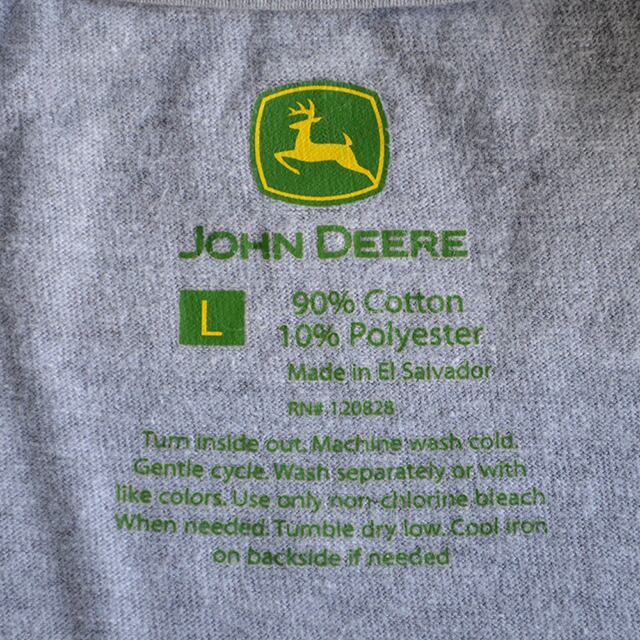 JOHN DEERE
L
90% Cotton
10% Polyester
Made in El Salvador
RN# 120828
Turn inside out. Machine wash cold.
Gentle cycle. Wash separately or with
like colors. Use only non-chlorine bleach
When needed. Tumble dry low. Cool iron
on backside if needed